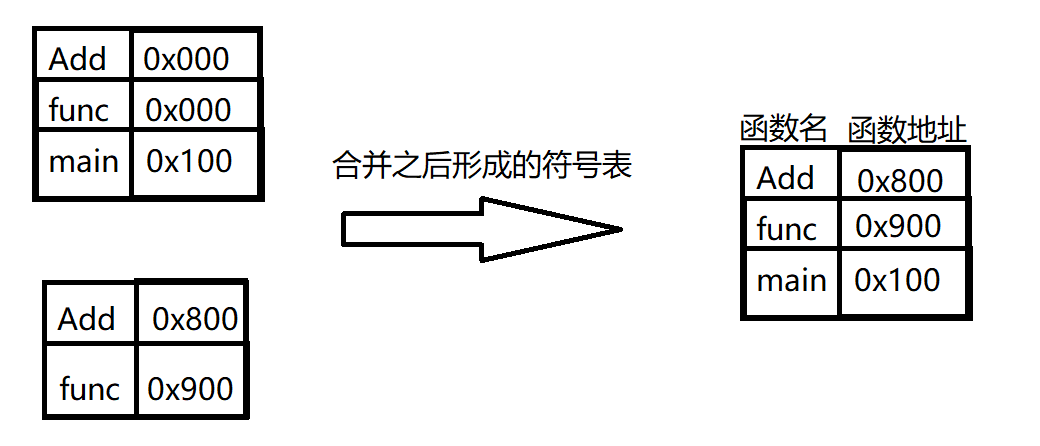 Add 0x000
func 0x000
main 0x100
Add 0x800
func 0x900
合并之后形成的符号表
函数名 函数地址
Add 0x800
func 0x900
main 0x100